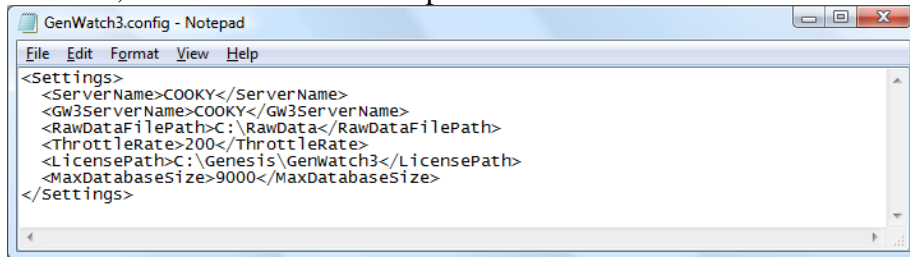 GenWatch3.config - Notepad
File Edit Format View Help
<Settings>
  <ServerName>COOKY</ServerName>
  <GW3ServerName>COOKY</GW3ServerName>
  <RawDataFilePath>C:\RawData</RawDataFilePath>
  <ThrottleRate>200</ThrottleRate>
  <LicensePath>C:\Genesis\GenWatch3</LicensePath>
  <MaxDatabaseSize>9000</MaxDatabaseSize>
</Settings>